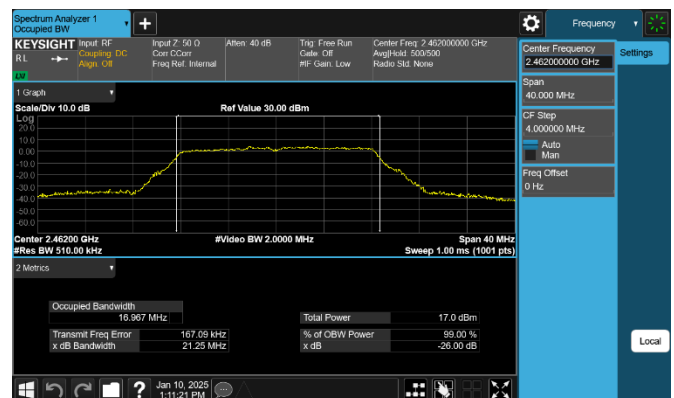 Spectrum Analyzer 1
Occupied BW
+
Frequency
KEYSIGHT
Input: RF
Input Z: 50 Ω
Atten: 40 dB
Trig: Free Run
Center Freq: 2.462000000 GHz
R L
Coupling: DC
Corr CCorr
Gate: Off
Avg|Hold: 500/500
Align: Off
Freq Ref: Internal
#IF Gain: Low
Radio Std: None
LV
Center Frequency
2.462000000 GHz
Settings
Span
40.000 MHz
CF Step
4.000000 MHz
Auto
Man
Freq Offset
0 Hz
Local
1 Graph
Scale/Div 10.0 dB
Ref Value 30.00 dBm
Log
20.0
10.0
0.00
-10.0
-20.0
-30.0
-40.0
-50.0
-60.0
Center 2.46200 GHz
#Video BW 2.0000 MHz
Span 40 MHz
#Res BW 510.00 kHz
Sweep 1.00 ms (1001 pts)
2 Metrics
Occupied Bandwidth
16.967 MHz
Total Power
17.0 dBm
Transmit Freq Error
167.09 kHz
% of OBW Power
99.00 %
x dB Bandwidth
21.25 MHz
x dB
-26.00 dB
?
Jan 10, 2025
1:11:21 PM